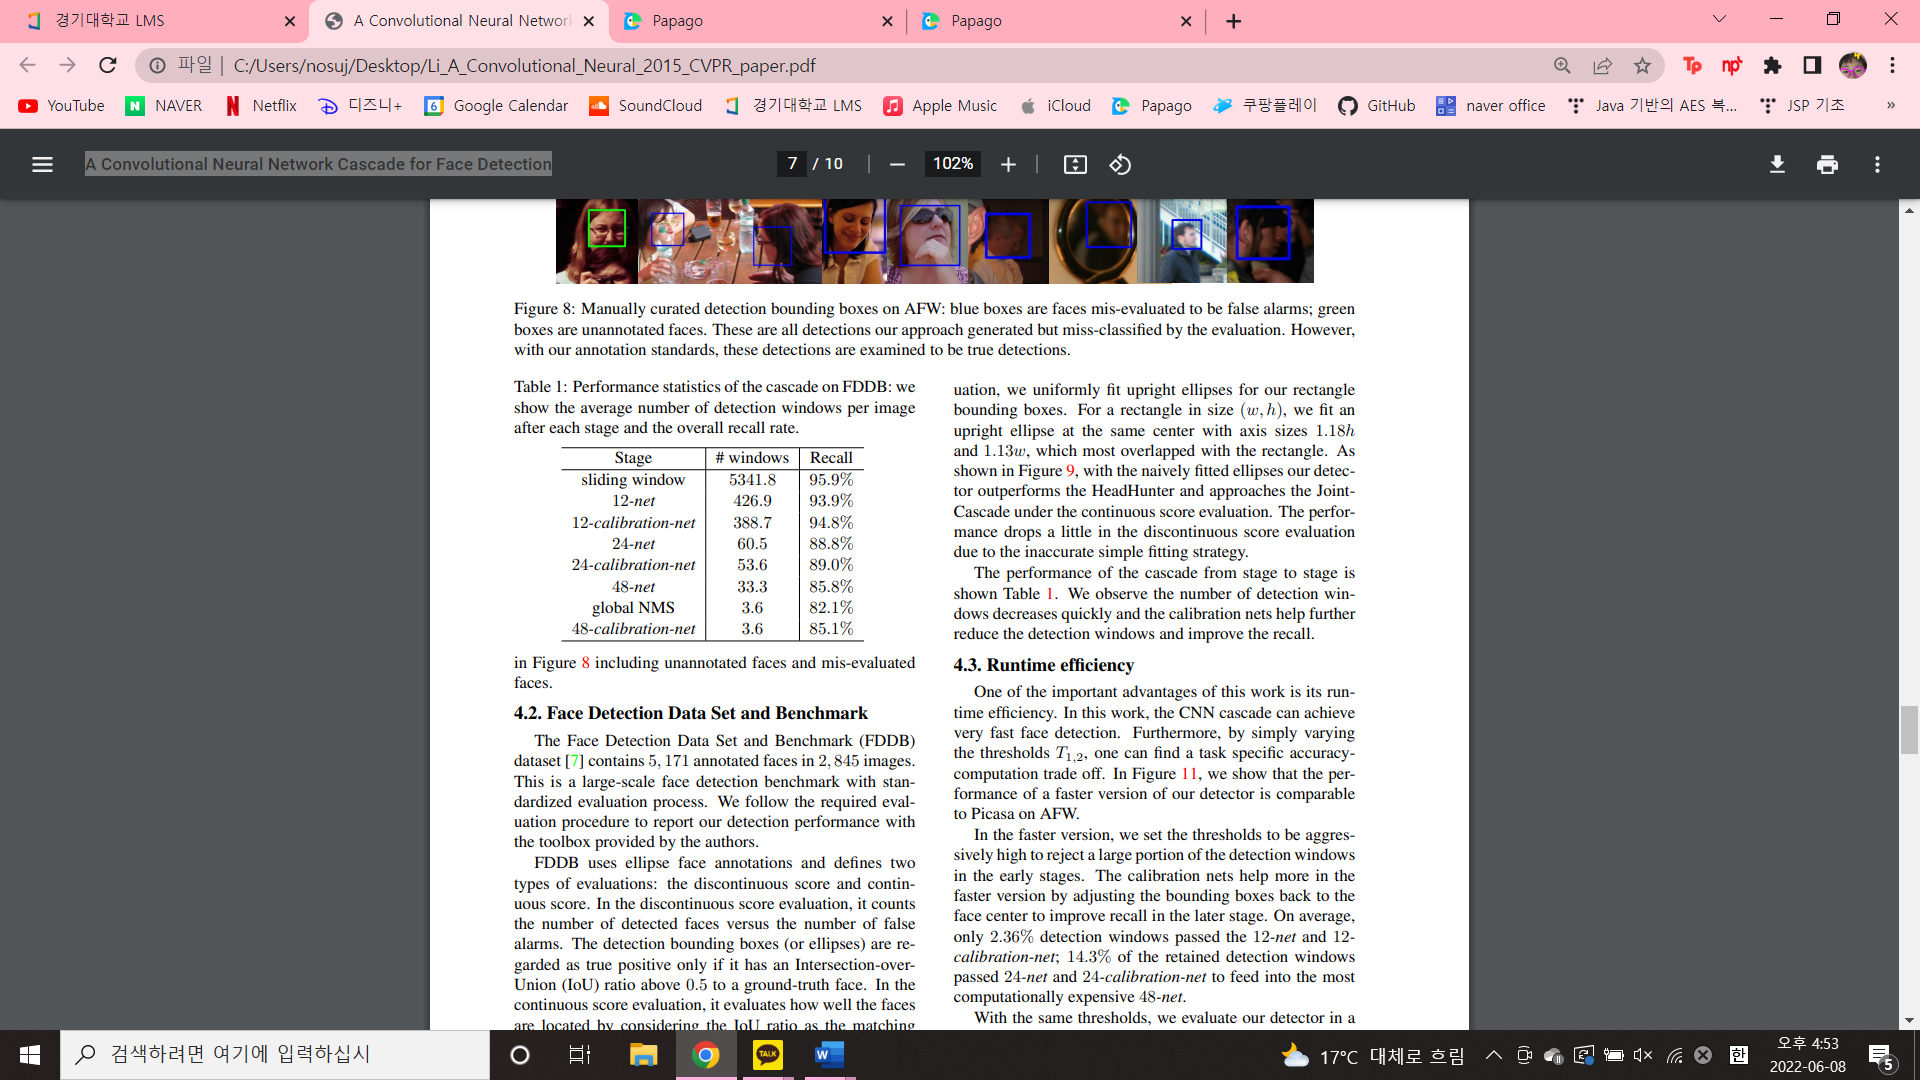 경기대학교 LMS
A Convolutional Neural Network
Papago
Papago
파일 | C:/Users/nosuj/Desktop/Li_A_Convolutional_Neural_2015_CVPR_paper.pdf
YouTube NAVER Netflix 디즈니+ Google Calendar SoundCloud 경기대학교 LMS Apple Music iCloud Papago 쿠팡플레이 GitHub naver office Java 기반의 AES 복... JSP 기초 »
A Convolutional Neural Network Cascade for Face Detection
7 / 10
102%
Figure 8: Manually curated detection bounding boxes on AFW: blue boxes are faces mis-evaluated to be false alarms; green
boxes are unannotated faces. These are all detections our approach generated but miss-classified by the evaluation. However,
with our annotation standards, these detections are examined to be true detections.
Table 1: Performance statistics of the cascade on FDDB: we
show the average number of detection windows per image
after each stage and the overall recall rate.
Stage # windows Recall
sliding window 5341.8 95.9%
12-net 426.9 93.9%
12-calibration-net 388.7 94.8%
24-net 60.5 88.8%
24-calibration-net 53.6 89.0%
48-net 33.3 85.8%
global NMS 3.6 82.1%
48-calibration-net 3.6 85.1%
in Figure 8 including unannotated faces and mis-evaluated
faces.
4.2. Face Detection Data Set and Benchmark
The Face Detection Data Set and Benchmark (FDDB)
dataset [7] contains 5, 171 annotated faces in 2, 845 images.
This is a large-scale face detection benchmark with stan-
dardized evaluation process. We follow the required eval-
uation procedure to report our detection performance with
the toolbox provided by the authors.
FDDB uses ellipse face annotations and defines two
types of evaluations: the discontinuous score and contin-
uous score. In the discontinuous score evaluation, it counts
the number of detected faces versus the number of false
alarms. The detection bounding boxes (or ellipses) are re-
garded as true positive only if it has an Intersection-over-
Union (IoU) ratio above 0.5 to a ground-truth face. In the
continuous score evaluation, it evaluates how well the faces
are located by considering the IoU ratio as the matching
uation, we uniformly fit upright ellipses for our rectangle
bounding boxes. For a rectangle in size (w, h), we fit an
upright ellipse at the same center with axis sizes 1.18h
and 1.13w, which most overlapped with the rectangle. As
shown in Figure 9, with the naively fitted ellipses our detec-
tor outperforms the HeadHunter and approaches the Joint-
Cascade under the continuous score evaluation. The perfor-
mance drops a little in the discontinuous score evaluation
due to the inaccurate simple fitting strategy.
The performance of the cascade from stage to stage is
shown Table 1. We observe the number of detection win-
dows decreases quickly and the calibration nets help further
reduce the detection windows and improve the recall.
4.3. Runtime efficiency
One of the important advantages of this work is its run-
time efficiency. In this work, the CNN cascade can achieve
very fast face detection. Furthermore, by simply varying
the thresholds T1,2, one can find a task specific accuracy-
computation trade off. In Figure 11, we show that the per-
formance of a faster version of our detector is comparable
to Picasa on AFW.
In the faster version, we set the thresholds to be aggres-
sively high to reject a large portion of the detection windows
in the early stages. The calibration nets help more in the
faster version by adjusting the bounding boxes back to the
face center to improve recall in the later stage. On average,
only 2.36% detection windows passed the 12-net and 12-
calibration-net; 14.3% of the retained detection windows
passed 24-net and 24-calibration-net to feed into the most
computationally expensive 48-net.
With the same thresholds, we evaluate our detector in a
검색하려면 여기에 입력하십시
TALK
17°C 대체로 흐림
한
오후 4:53
2022-06-08
5